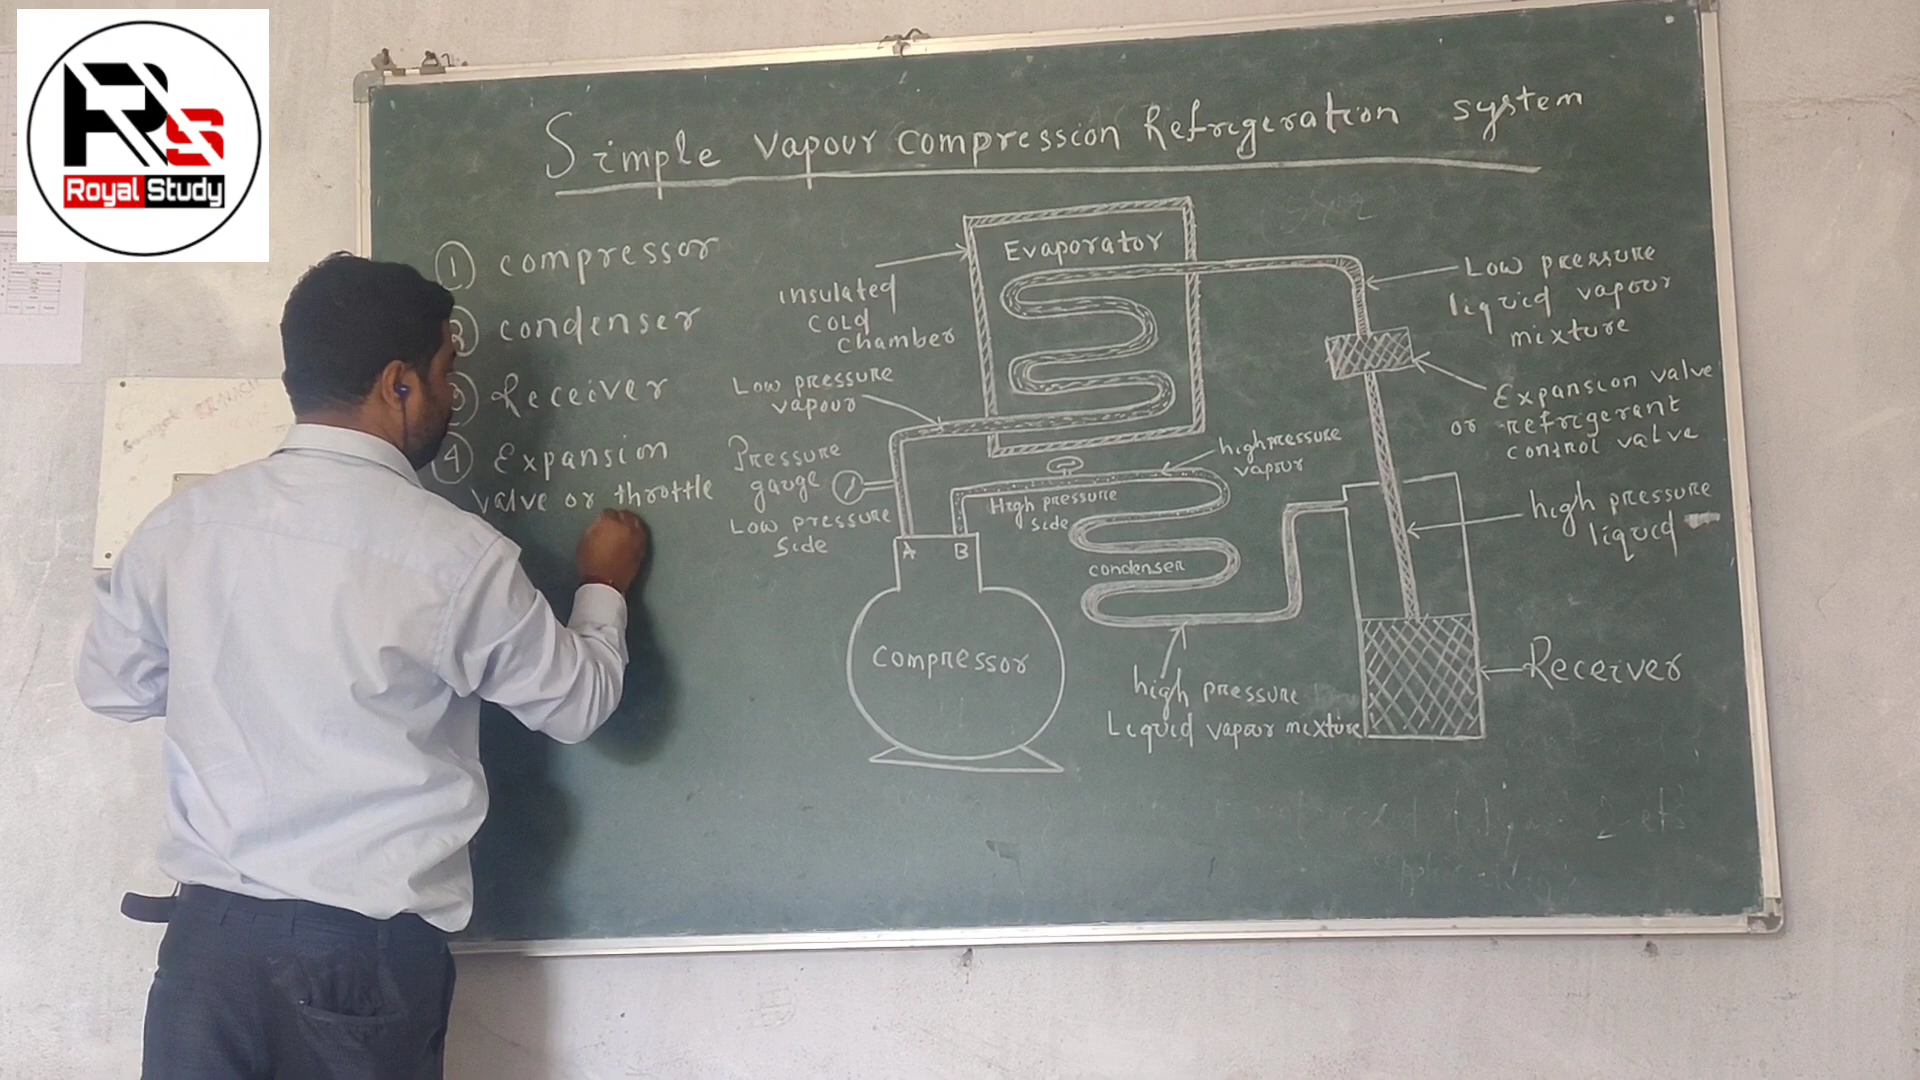 RS
Royal Study
Simple vapour compression Refrigeration system
1 compressor
2 condenser
3 Receiver
4 Expansion
valve or throttle
insulated
cold
chamber
Evaporator
Low pressure
vapour
Pressure
gauge
Low pressure
side
A B
compressor
High pressure
side
high pressure
vapour
condenser
high pressure
Liquid vapour mixture
Low pressure
liquid vapour
mixture
Expansion valve
or refrigerant
control valve
high pressure
liquid
Receiver